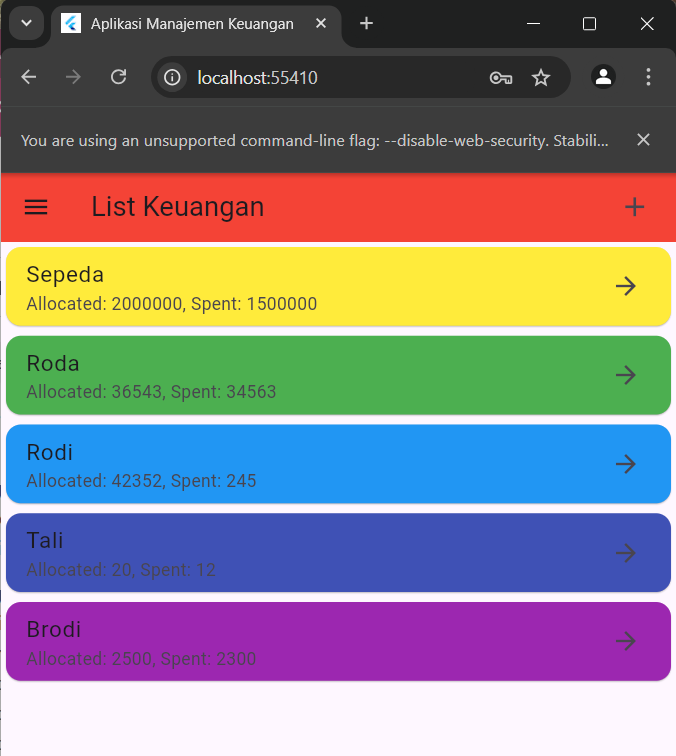 Aplikasi Manajemen Keuangan
localhost:55410
You are using an unsupported command-line flag: --disable-web-security. Stabili...
List Keuangan
Sepeda
Allocated: 2000000, Spent: 1500000
Roda
Allocated: 36543, Spent: 34563
Rodi
Allocated: 42352, Spent: 245
Tali
Allocated: 20, Spent: 12
Brodi
Allocated: 2500, Spent: 2300